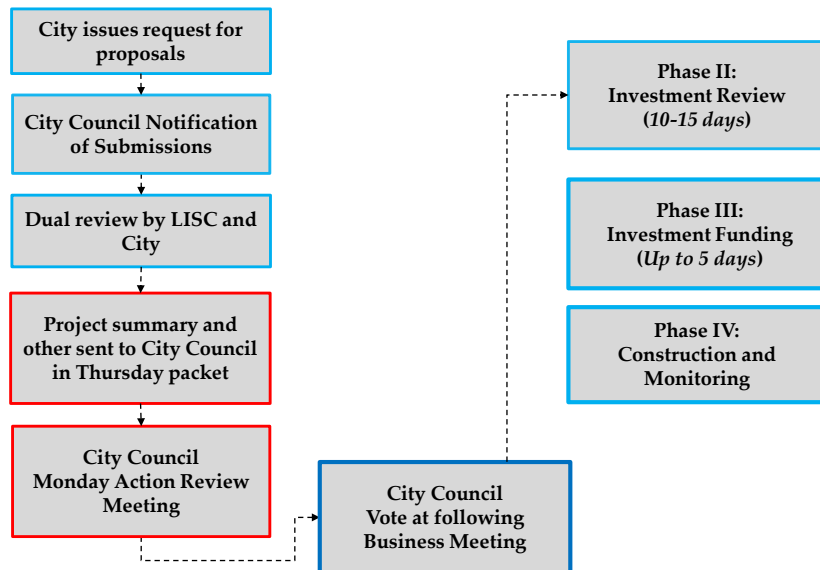 City issues request for
proposals
City Council Notification
of Submissions
Dual review by LISC and
City
Project summary and
other sent to City Council
in Thursday packet
City Council
Monday Action Review
Meeting
City Council
Vote at following
Business Meeting
Phase II:
Investment Review
(10-15 days)
Phase III:
Investment Funding
(Up to 5 days)
Phase IV:
Construction and
Monitoring